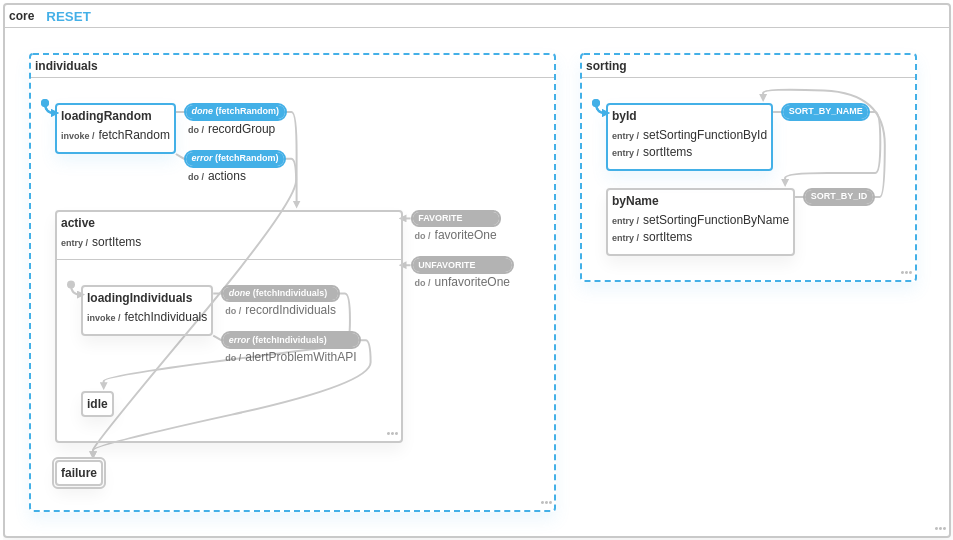 core RESET
individuals
loadingRandom
invoke / fetchRandom
done (fetchRandom)
do / recordGroup
error (fetchRandom)
do / actions
active
entry / sortItems
FAVORITE
do / favoriteOne
UNFAVORITE
do / unfavoriteOne
loadingIndividuals
invoke / fetchIndividuals
done (fetchIndividuals)
do / recordIndividuals
error (fetchIndividuals)
do / alertProblemWithAPI
idle
failure
sorting
byId
entry / setSortingFunctionById
entry / sortItems
SORT_BY_NAME
byName
entry / setSortingFunctionByName
entry / sortItems
SORT_BY_ID